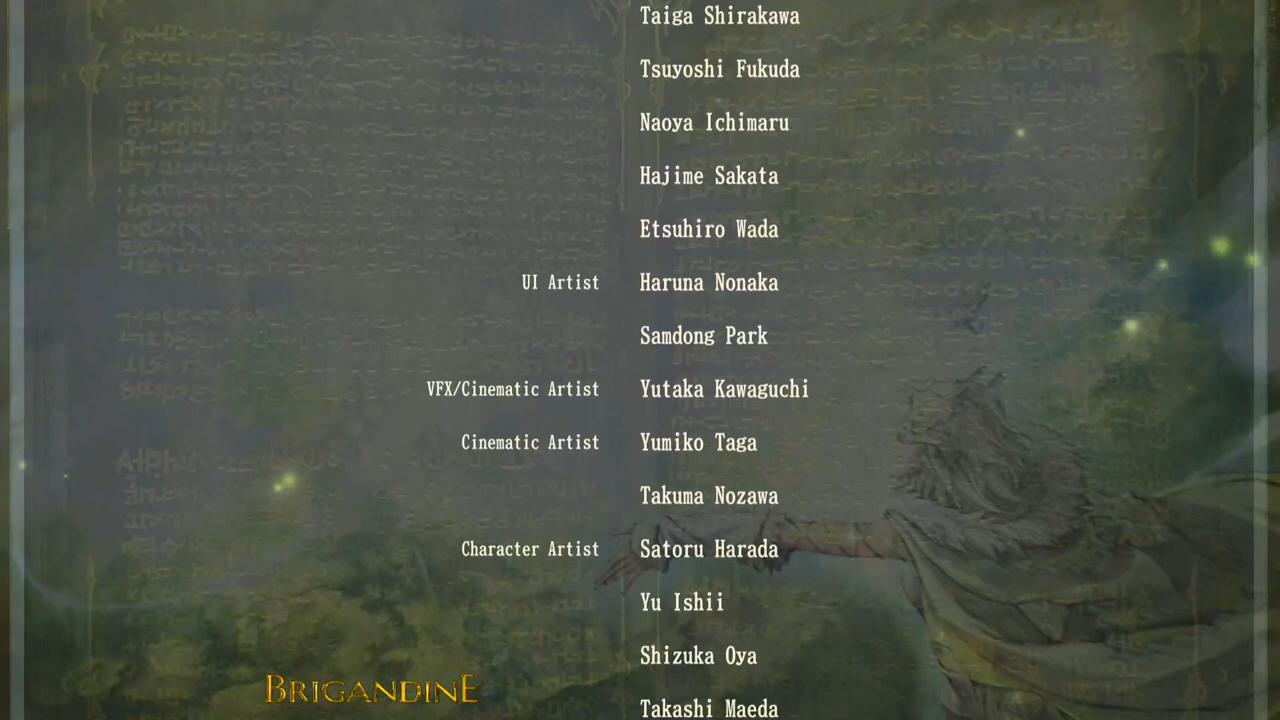 Taiga Shirakawa
Tsuyoshi Fukuda
Naoya Ichimaru
Hajime Sakata
Etsuhiro Wada
UI Artist Haruna Nonaka
Samdong Park
VFX/Cinematic Artist Yutaka Kawaguchi
Cinematic Artist Yumiko Taga
Takuma Nozawa
Character Artist Satoru Harada
Yu Ishii
Shizuka Oya
BRIGANDINE
Takashi Maeda